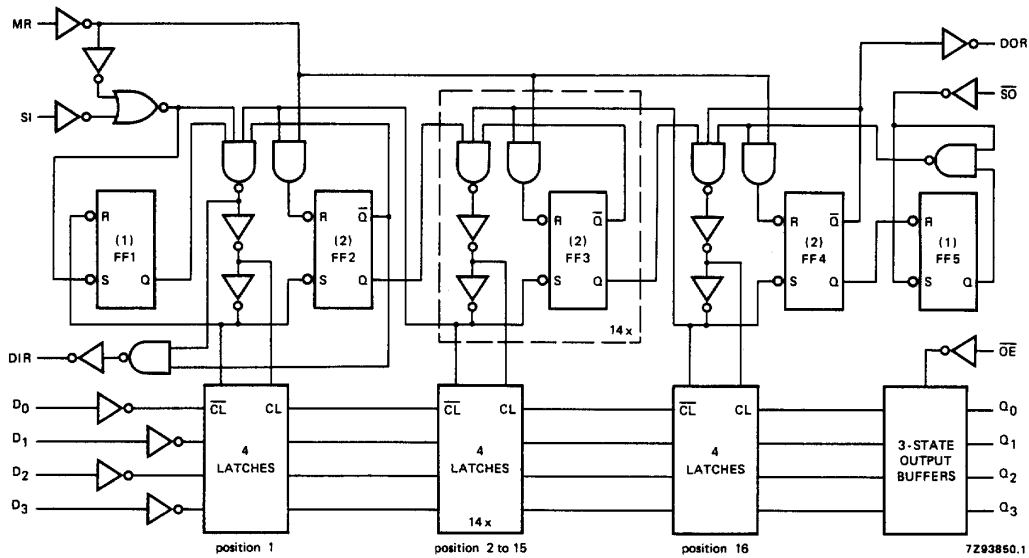 MR
DOR
SO
SI
R (1) FF1 S Q
R (2) FF2 Q S Q
R (2) FF3 Q S Q
R (2) FF4 Q S Q
R (1) FF5 S Q
14x
DIR
OE
D0
D1
D2
D3
CL CL
4
LATCHES
position 1
CL CL
4
LATCHES
14x
position 2 to 15
CL CL
4
LATCHES
position 16
3-STATE
OUTPUT
BUFFERS
Q0
Q1
Q2
Q3
7Z93850.1